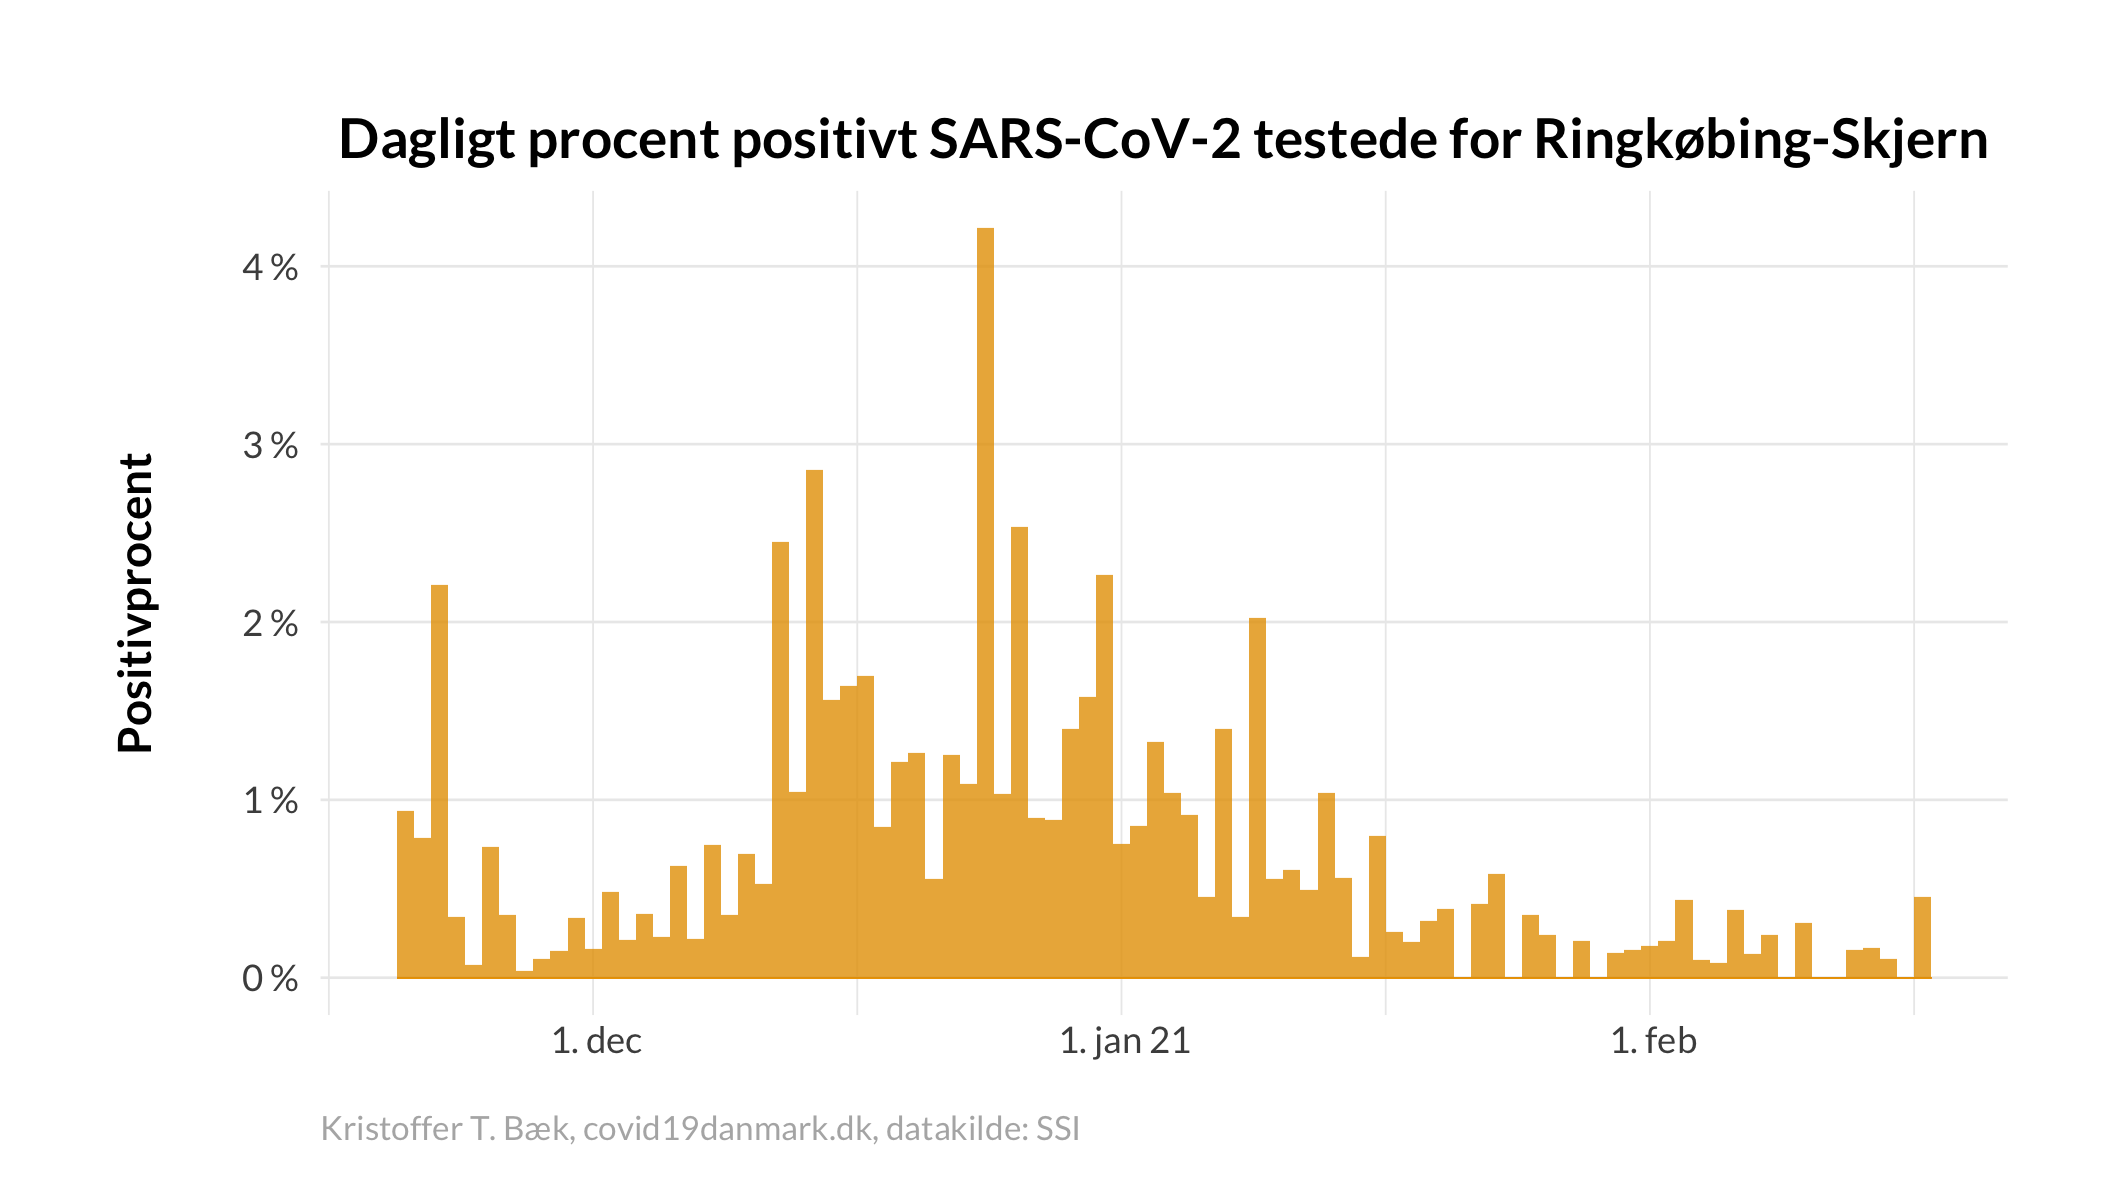 Dagligt procent positivt SARS-CoV-2 testede for Ringkøbing-Skjern
Positivprocent
4 %
3 %
2 %
1 %
0 %
1. dec
1. jan 21
1. feb
Kristoffer T. Bæk, covid19danmark.dk, datakilde: SSI